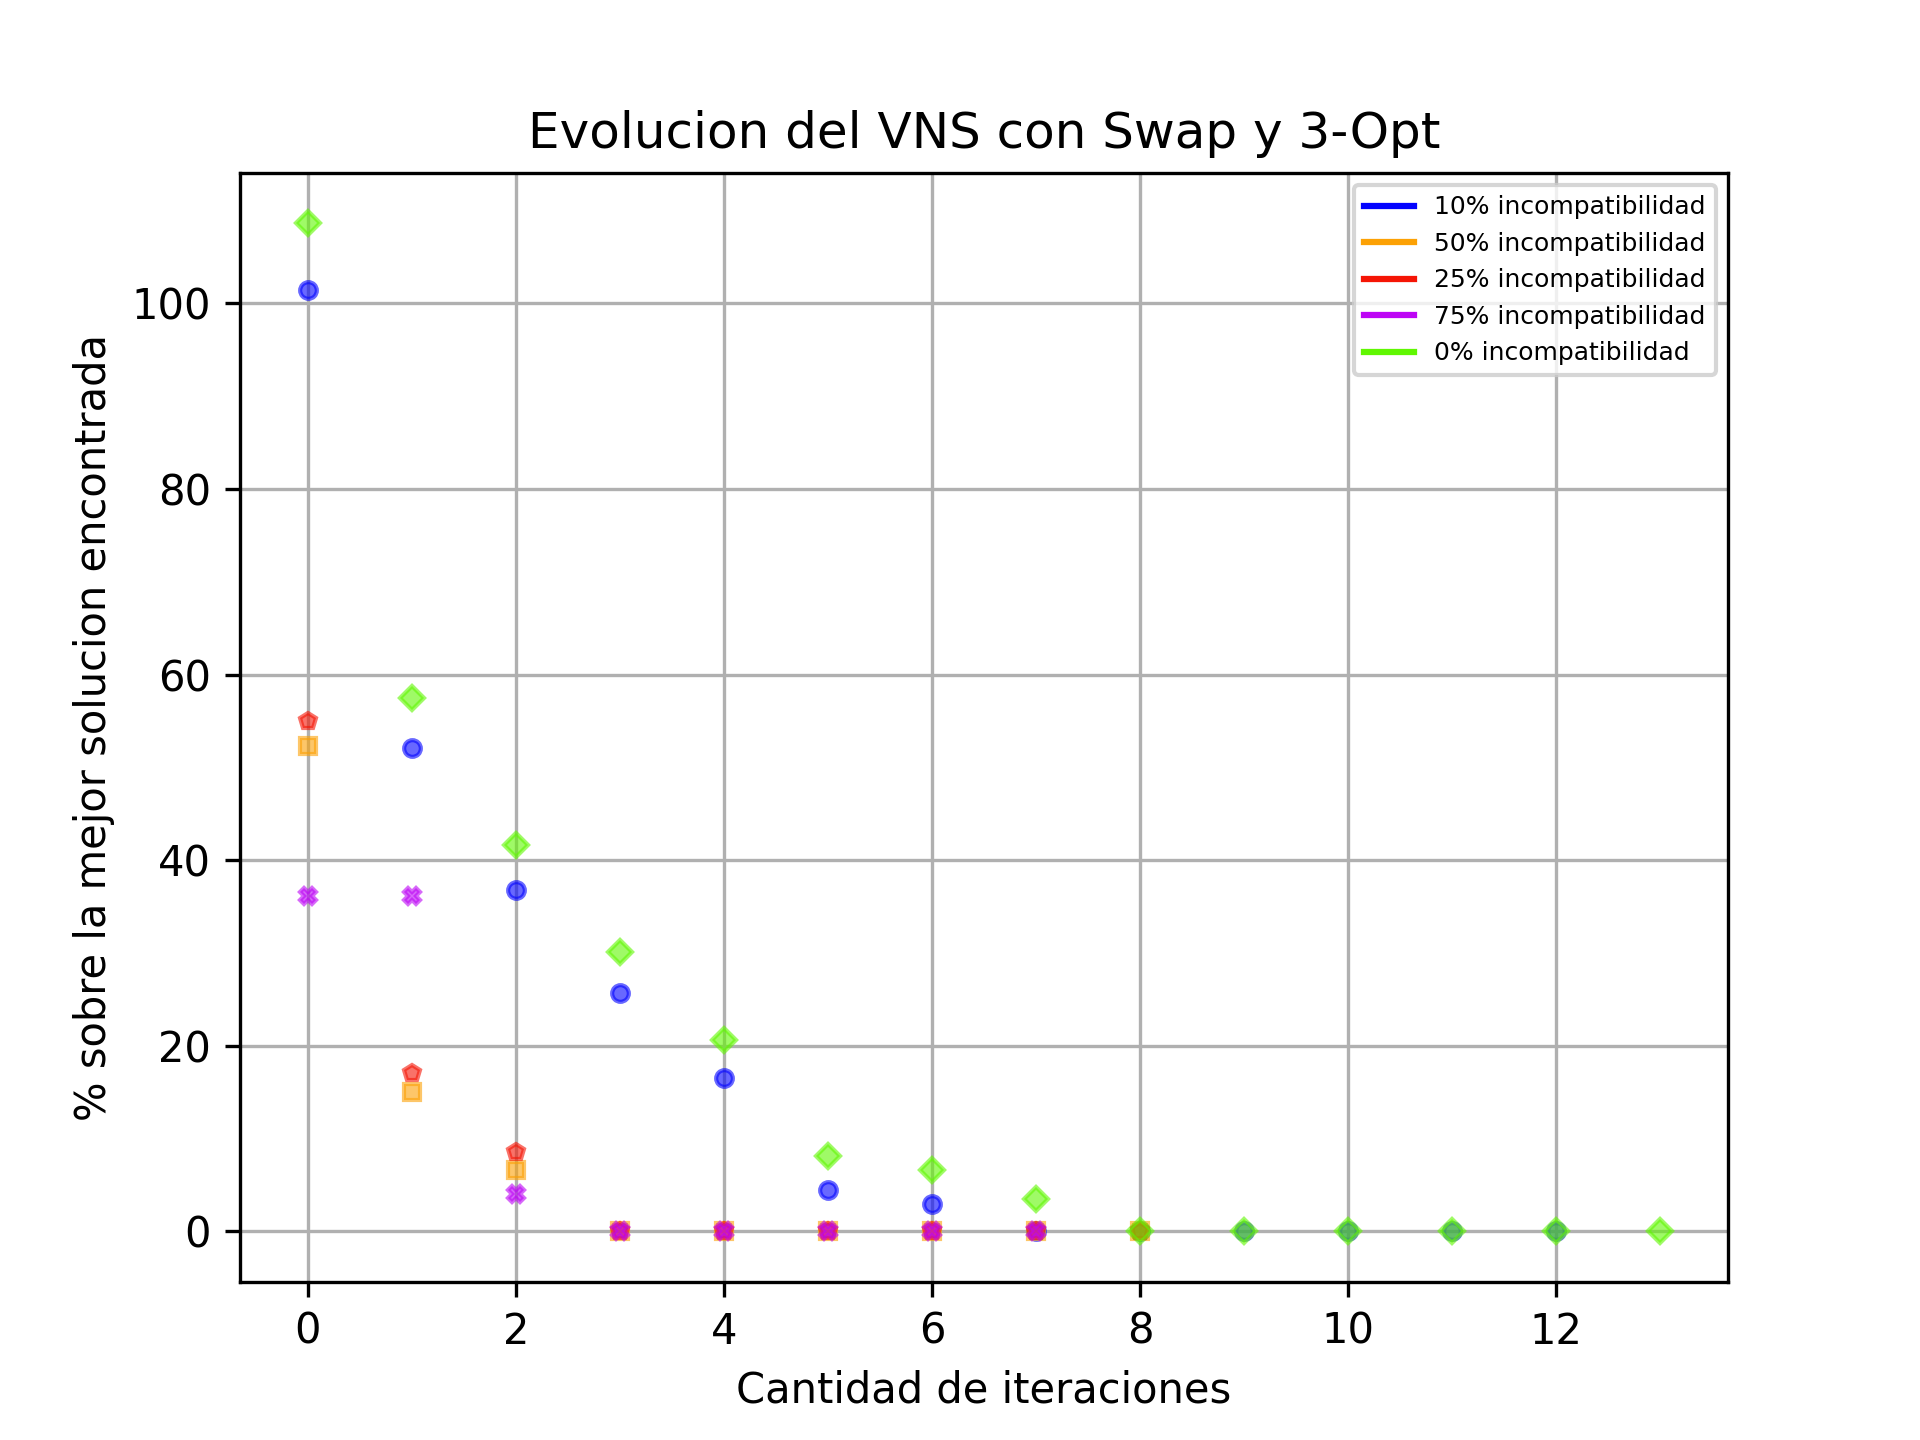 Evolucion del VNS con Swap y 3-Opt
10% incompatibilidad
50% incompatibilidad
25% incompatibilidad
75% incompatibilidad
0% incompatibilidad
% sobre la mejor solucion encontrada
100
80
60
40
20
0
0 2 4 6 8 10 12
Cantidad de iteraciones